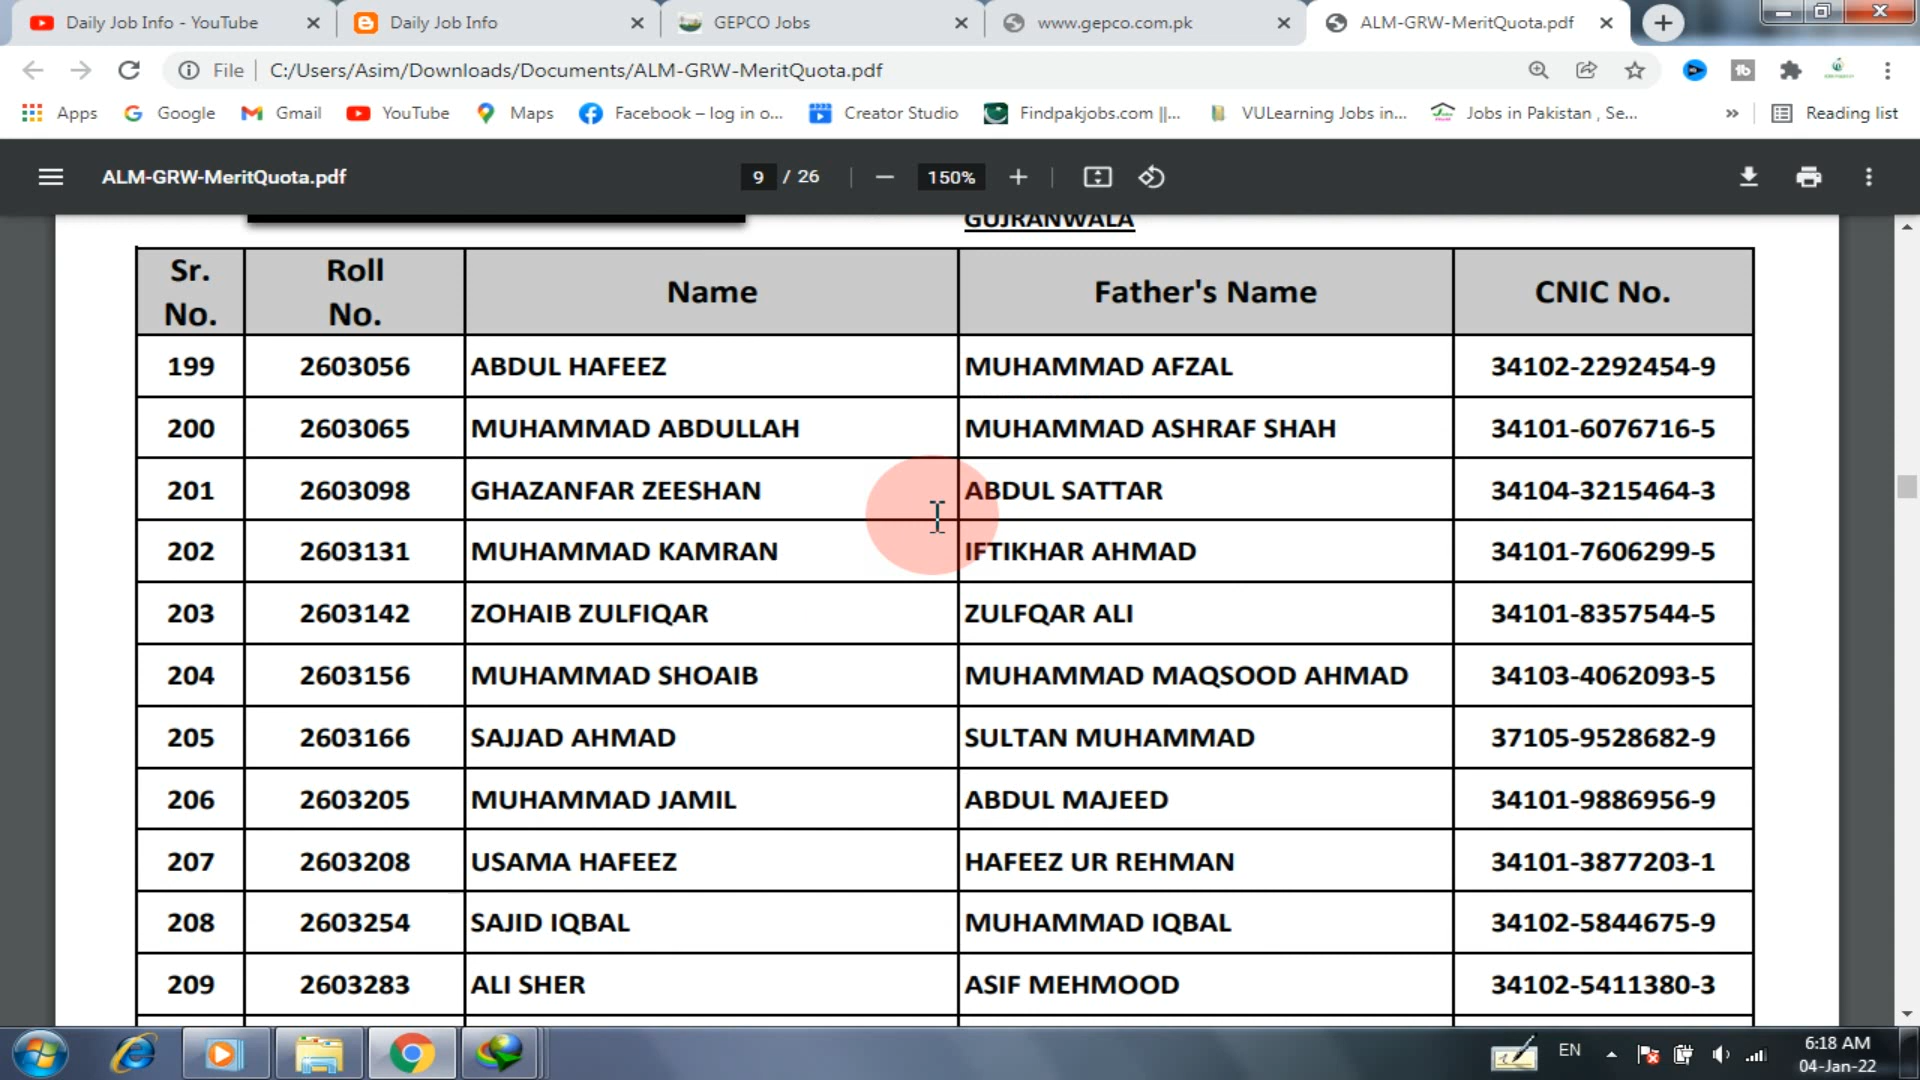 Daily Job Info - YouTube
Daily Job Info
GEPCO Jobs
www.gepco.com.pk
ALM-GRW-MeritQuota.pdf
File C:/Users/Asim/Downloads/Documents/ALM-GRW-MeritQuota.pdf
Apps Google Gmail YouTube Maps Facebook – log in o... Creator Studio Findpakjobs.com ||... VULearning Jobs in... Jobs in Pakistan , Se... » Reading list
ALM-GRW-MeritQuota.pdf 9 / 26 150%
GUJRANWALA
Sr. No. Roll No. Name Father's Name CNIC No.
199 2603056 ABDUL HAFEEZ MUHAMMAD AFZAL 34102-2292454-9
200 2603065 MUHAMMAD ABDULLAH MUHAMMAD ASHRAF SHAH 34101-6076716-5
201 2603098 GHAZANFAR ZEESHAN ABDUL SATTAR 34104-3215464-3
202 2603131 MUHAMMAD KAMRAN IFTIKHAR AHMAD 34101-7606299-5
203 2603142 ZOHAIB ZULFIQAR ZULFQAR ALI 34101-8357544-5
204 2603156 MUHAMMAD SHOAIB MUHAMMAD MAQSOOD AHMAD 34103-4062093-5
205 2603166 SAJJAD AHMAD SULTAN MUHAMMAD 37105-9528682-9
206 2603205 MUHAMMAD JAMIL ABDUL MAJEED 34101-9886956-9
207 2603208 USAMA HAFEEZ HAFEEZ UR REHMAN 34101-3877203-1
208 2603254 SAJID IQBAL MUHAMMAD IQBAL 34102-5844675-9
209 2603283 ALI SHER ASIF MEHMOOD 34102-5411380-3
EN 6:18 AM
04-Jan-22